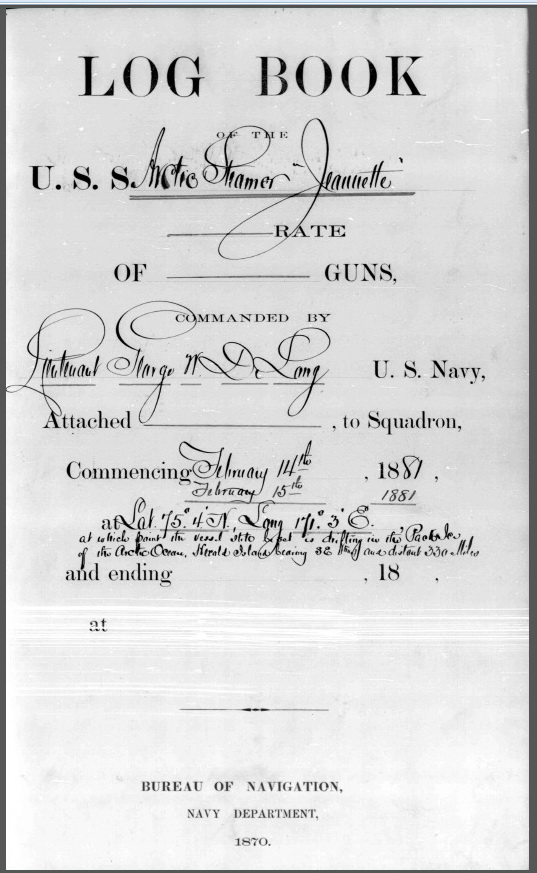 LOG BOOK
OF THE
U. S. S. Arctic Steamer "Jeannette"
RATE
OF GUNS,
COMMANDED BY
Lieutenant George W. De Long U. S. Navy,
Attached , to Squadron,
Commencing February 14th , 1881 ,
February 15th 1881
at Lat. 75° 4' N, Long 171° 3' E.
at which point the vessel is drifting in the Pack Ice
of the Arctic Ocean, Herald Island bearing and distant 330 Miles
and ending , 18 ,
at
BUREAU OF NAVIGATION,
NAVY DEPARTMENT,
1870.